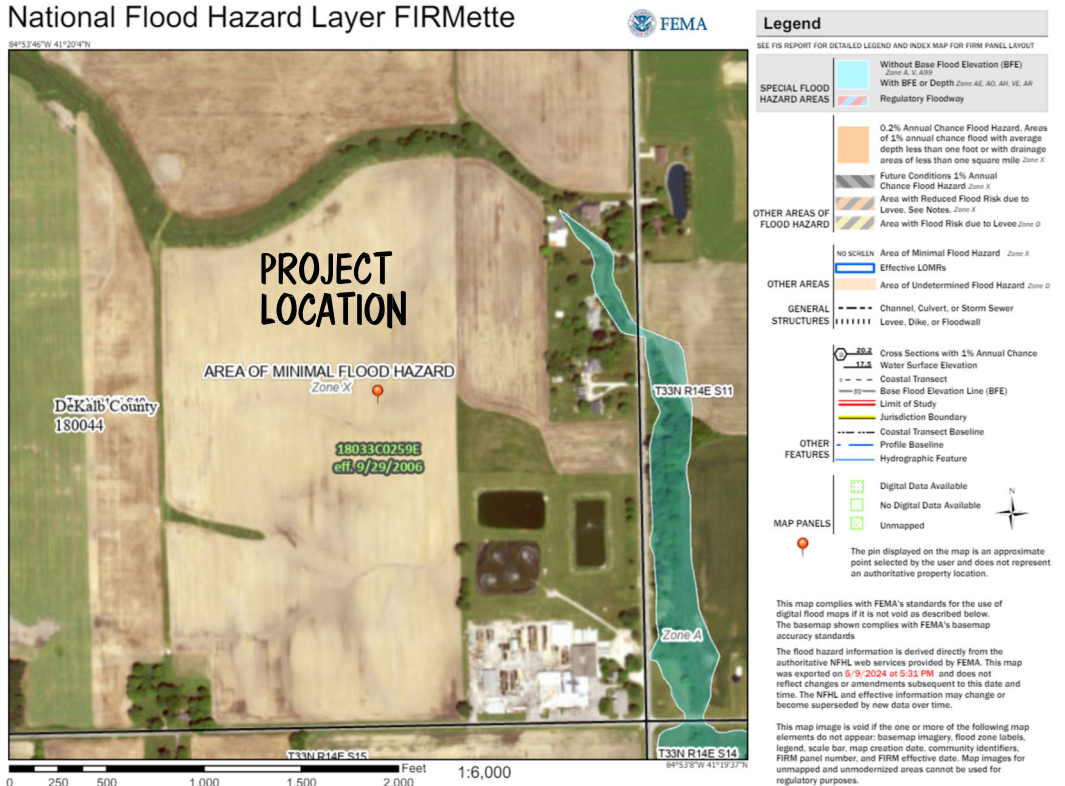 National Flood Hazard Layer FIRMette
FEMA
84°53'46"W 41°20'4"N
PROJECT
LOCATION
AREA OF MINIMAL FLOOD HAZARD
Zone X
T33N R14E S11
DeKalb County
180044
18033C0259E
eff. 9/29/2006
Zone A
T33N R14E S15
T33N R14E S14
84°53'8"W 41°19'37"N
0 250 500 1,000 1,500 2,000
Feet
1:6,000
Legend
SEE FIS REPORT FOR DETAILED LEGEND AND INDEX MAP FOR FIRM PANEL LAYOUT
SPECIAL FLOOD
HAZARD AREAS
Without Base Flood Elevation (BFE)
Zone A, V, A99
With BFE or Depth Zone AE, AO, AH, VE, AR
Regulatory Floodway
OTHER AREAS OF
FLOOD HAZARD
0.2% Annual Chance Flood Hazard, Areas
of 1% annual chance flood with average
depth less than one foot or with drainage
areas of less than one square mile Zone X
Future Conditions 1% Annual
Chance Flood Hazard Zone X
Area with Reduced Flood Risk due to
Levee. See Notes. Zone X
Area with Flood Risk due to Levee Zone D
OTHER AREAS
NO SCREEN Area of Minimal Flood Hazard Zone X
Effective LOMRs
Area of Undetermined Flood Hazard Zone D
GENERAL
STRUCTURES
Channel, Culvert, or Storm Sewer
Levee, Dike, or Floodwall
OTHER
FEATURES
20.2 Cross Sections with 1% Annual Chance
17.5 Water Surface Elevation
Coastal Transect
Base Flood Elevation Line (BFE)
Limit of Study
Jurisdiction Boundary
Coastal Transect Baseline
Profile Baseline
Hydrographic Feature
MAP PANELS
Digital Data Available
No Digital Data Available
Unmapped
N
The pin displayed on the map is an approximate
point selected by the user and does not represent
an authoritative property location.
This map complies with FEMA's standards for the use of
digital flood maps if it is not void as described below.
The basemap shown complies with FEMA's basemap
accuracy standards
The flood hazard information is derived directly from the
authoritative NFHL web services provided by FEMA. This map
was exported on 5/9/2024 at 5:31 PM and does not
reflect changes or amendments subsequent to this date and
time. The NFHL and effective information may change or
become superseded by new data over time.
This map image is void if the one or more of the following map
elements do not appear: basemap imagery, flood zone labels,
legend, scale bar, map creation date, community identifiers,
FIRM panel number, and FIRM effective date. Map images for
unmapped and unmodernized areas cannot be used for
regulatory purposes.